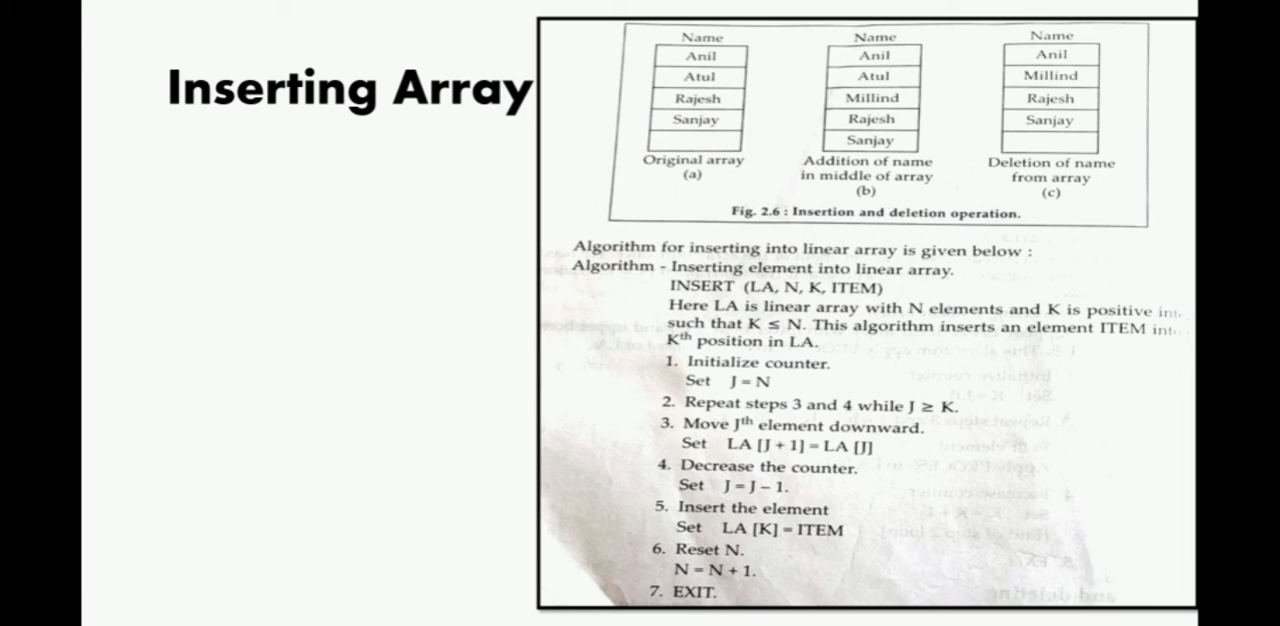 Inserting Array
Name
Anil
Atul
Rajesh
Sanjay
Original array
(a)
Name
Anil
Atul
Millind
Rajesh
Sanjay
Addition of name
in middle of array
(b)
Name
Anil
Millind
Rajesh
Sanjay
Deletion of name
from array
(c)
Fig. 2.6 : Insertion and deletion operation.
Algorithm for inserting into linear array is given below :
Algorithm - Inserting element into linear array.
INSERT (LA, N, K, ITEM)
Here LA is linear array with N elements and K is positive
such that K ≤ N. This algorithm inserts an element ITEM
Kth position in LA.
1. Initialize counter.
Set J = N
2. Repeat steps 3 and 4 while J ≥ K.
3. Move Jth element downward.
Set LA [J + 1] = LA [J]
4. Decrease the counter.
Set J = J – 1.
5. Insert the element
Set LA [K] = ITEM
6. Reset N.
N = N + 1.
7. EXIT.